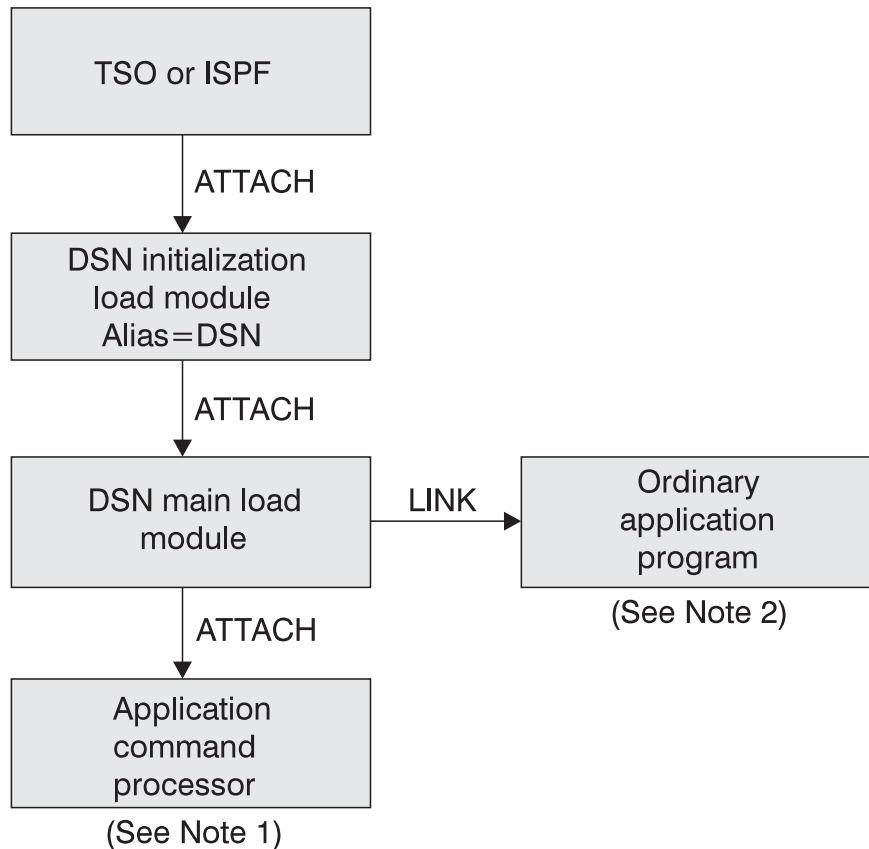 TSO or ISPF
ATTACH
DSN initialization
load module
Alias=DSN
ATTACH
DSN main load
module
LINK
Ordinary
application
program
(See Note 2)
ATTACH
Application
command
processor
(See Note 1)